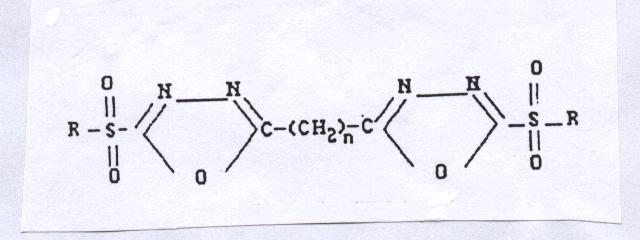 O N N N N O
R-S C-(CH2)n-C S-R
O O O O